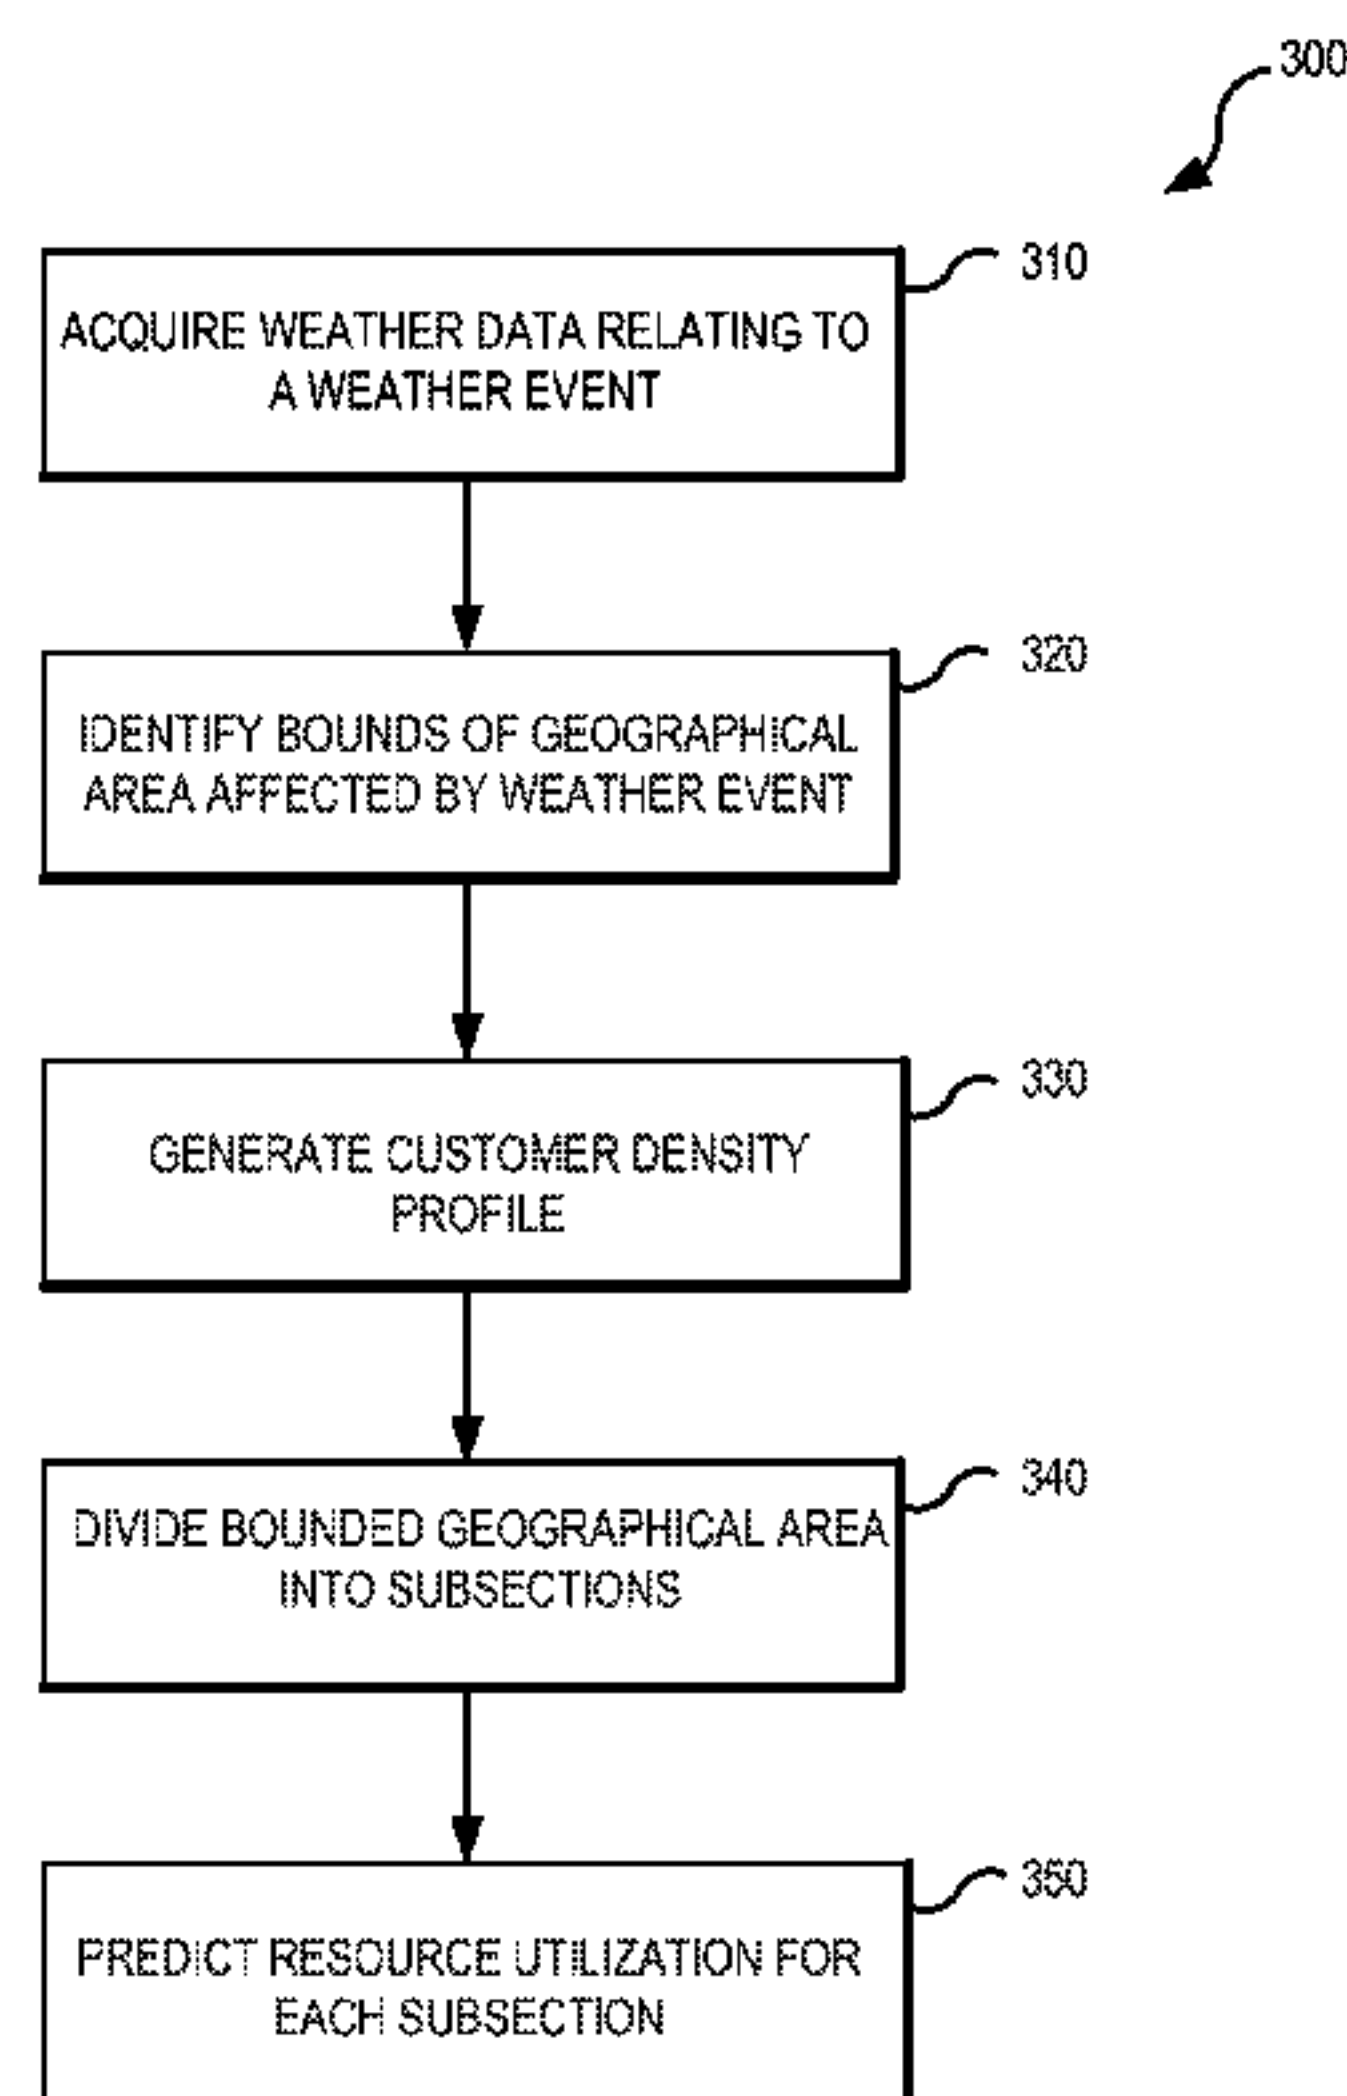 300
310
ACQUIRE WEATHER DATA RELATING TO
A WEATHER EVENT
320
IDENTIFY BOUNDS OF GEOGRAPHICAL
AREA AFFECTED BY WEATHER EVENT
330
GENERATE CUSTOMER DENSITY
PROFILE
340
DIVIDE BOUNDED GEOGRAPHICAL AREA
INTO SUBSECTIONS
350
PREDICT RESOURCE UTILIZATION FOR
EACH SUBSECTION